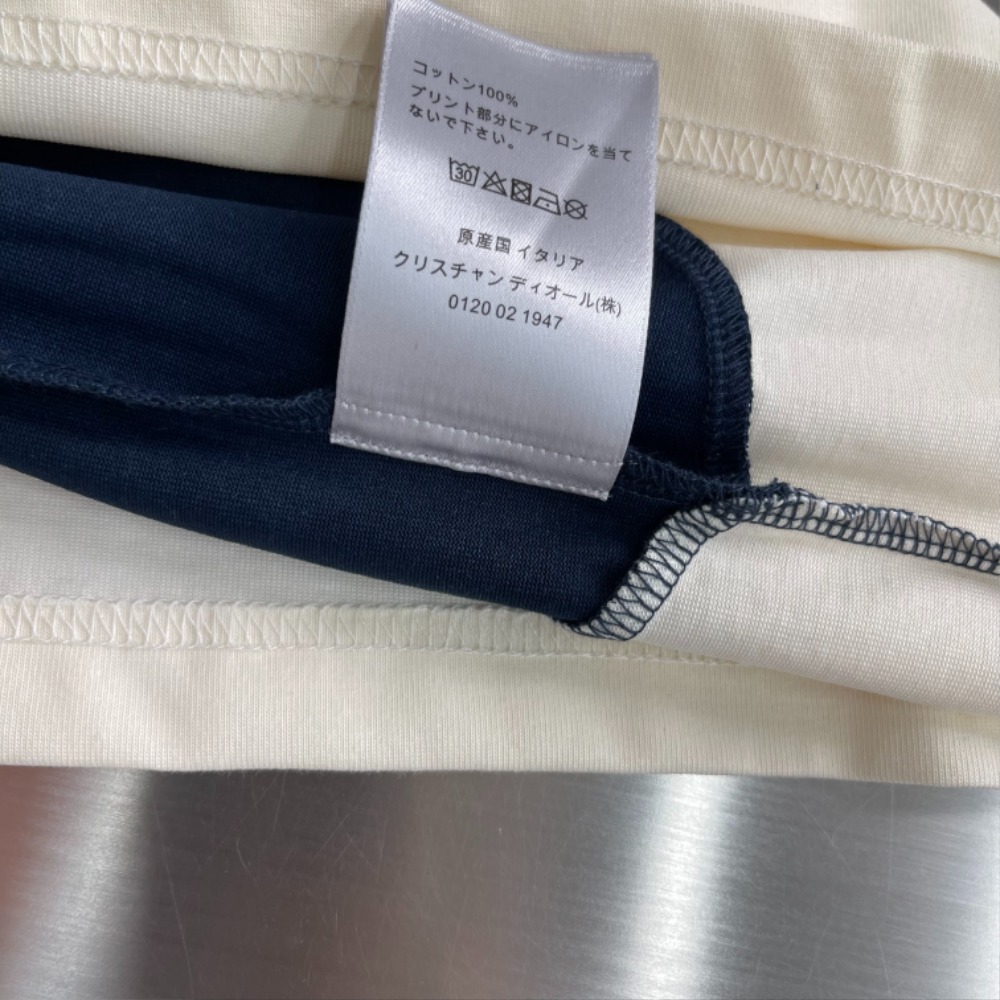 コットン100%
プリント部分にアイロンを当て
ないで下さい。
30
原産国 イタリア
クリスチャン ディオール(株)
0120 02 1947